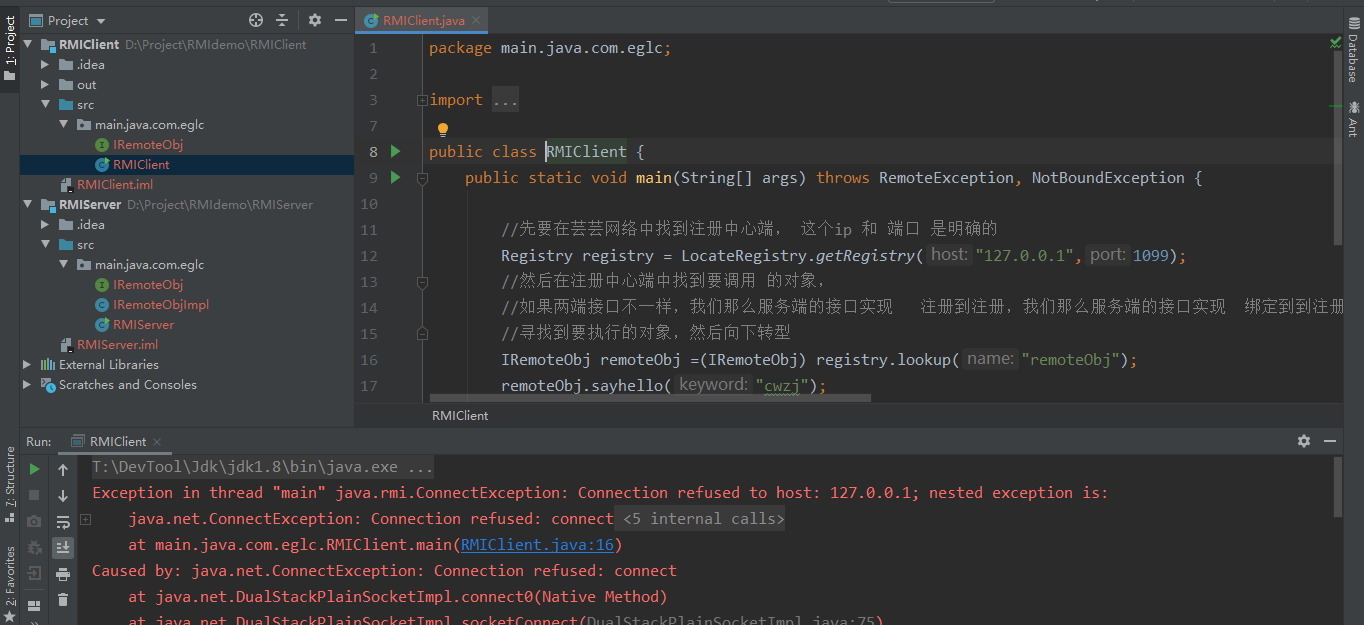 1: Project
Project
RMIClient D:\Project\RMIdemo\RMIClient
.idea
out
src
main.java.com.eglc
IRemoteObj
RMIClient
RMIClient.iml
RMIServer D:\Project\RMIdemo\RMIServer
.idea
src
main.java.com.eglc
IRemoteObj
IRemoteObjImpl
RMIServer
RMIServer.iml
External Libraries
Scratches and Consoles
RMIClient.java
1 package main.java.com.eglc;
2
3 import ...
7
8 public class RMIClient {
9 public static void main(String[] args) throws RemoteException, NotBoundException {
10
11 //先要在芸芸网络中找到注册中心端, 这个ip 和 端口 是明确的
12 Registry registry = LocateRegistry.getRegistry( host: "127.0.0.1", port: 1099);
13 //然后在注册中心端中找到要调用 的对象,
14 //如果两端接口不一样,我们那么服务端的接口实现 注册到注册,我们那么服务端的接口实现 绑定到到注册
15 //寻找到要执行的对象,然后向下转型
16 IRemoteObj remoteObj =(IRemoteObj) registry.lookup( name: "remoteObj");
17 remoteObj.sayhello( keyword: "cwzj");
RMIClient
Database
Ant
Run: RMIClient
7: Structure
2: Favorites
T:\DevTool\Jdk\jdk1.8\bin\java.exe ...
Exception in thread "main" java.rmi.ConnectException: Connection refused to host: 127.0.0.1; nested exception is:
java.net.ConnectException: Connection refused: connect <5 internal calls>
at main.java.com.eglc.RMIClient.main(RMIClient.java:16)
Caused by: java.net.ConnectException: Connection refused: connect
at java.net.DualStackPlainSocketImpl.connect0(Native Method)
at java.net.DualStackPlainSocketImpl.socketConnect(DualStackPlainSocketImpl.java:75)